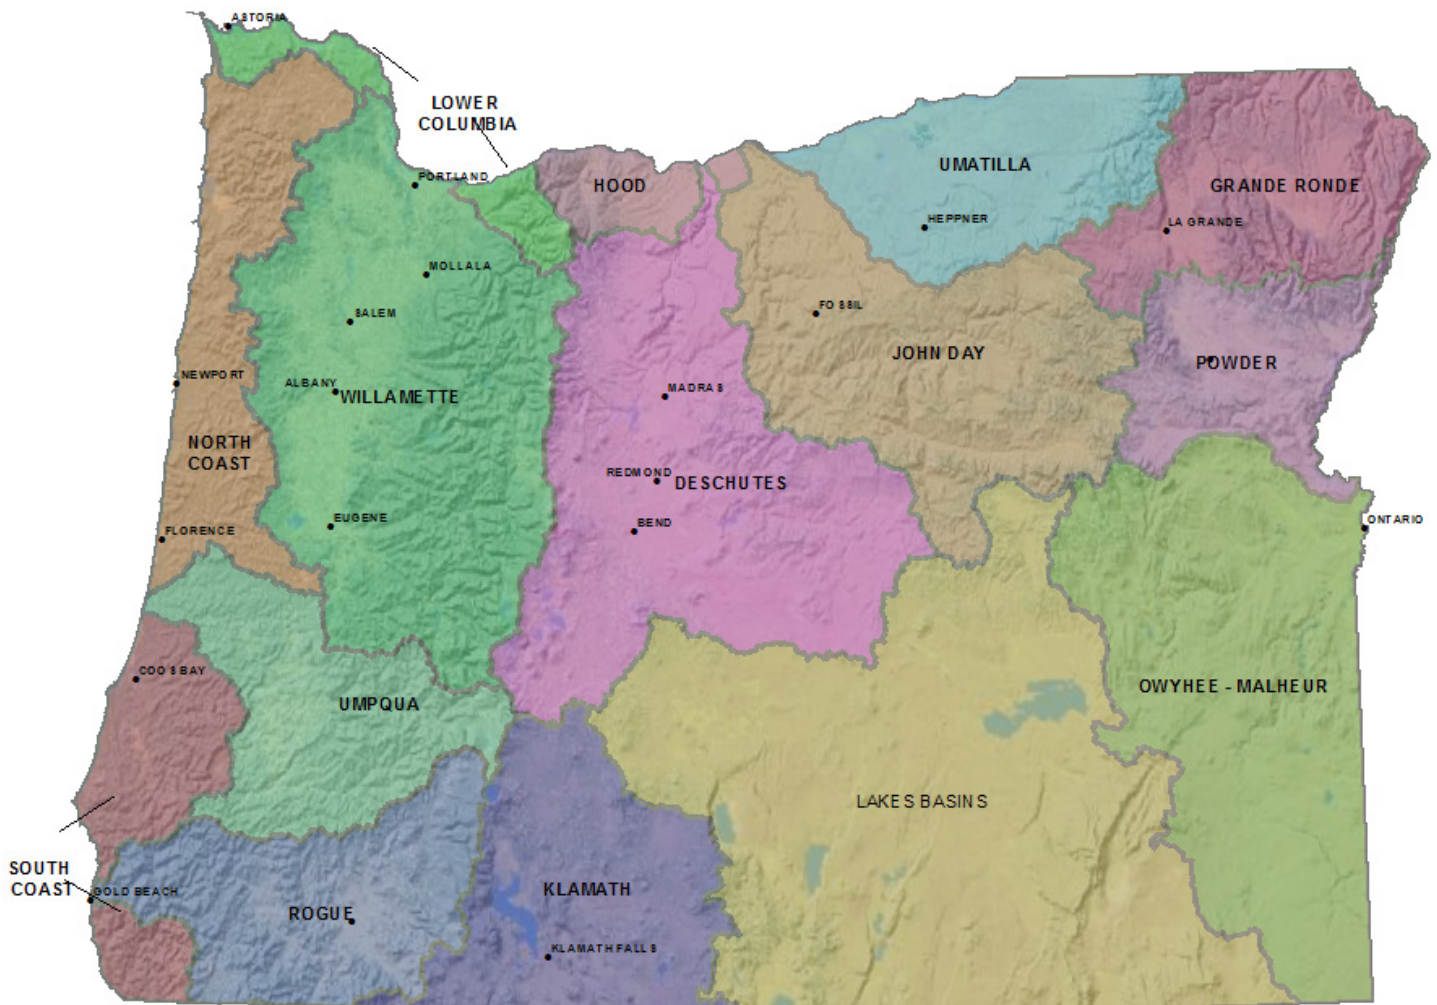 ASTORIA
LOWER
COLUMBIA
PORTLAND
HOOD
UMATILLA
GRANDE RONDE
HEPPNER
LA GRANDE
MOLLALA
SALEM
FOSSIL
JOHN DAY
POWDER
NEWPORT
ALBANY
WILLAMETTE
MADRAS
NORTH
COAST
REDMOND
DESCHUTES
EUGENE
BEND
FLORENCE
ONTARIO
COOS BAY
UMPQUA
OWYHEE - MALHEUR
LAKES BASINS
SOUTH
COAST
GOLD BEACH
ROGUE
KLAMATH
KLAMATH FALLS